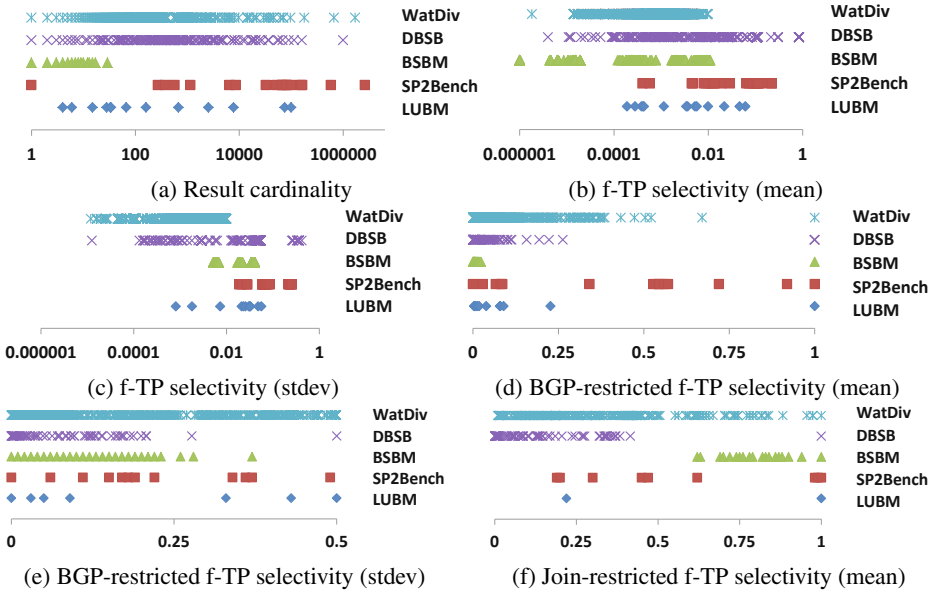 WatDiv
DBSB
BSBM
SP2Bench
LUBM
1 100 10000 1000000
(a) Result cardinality
WatDiv
DBSB
BSBM
SP2Bench
LUBM
0.000001 0.0001 0.01 1
(b) f-TP selectivity (mean)
WatDiv
DBSB
BSBM
SP2Bench
LUBM
0.000001 0.0001 0.01 1
(c) f-TP selectivity (stdev)
WatDiv
DBSB
BSBM
SP2Bench
LUBM
0 0.25 0.5 0.75 1
(d) BGP-restricted f-TP selectivity (mean)
WatDiv
DBSB
BSBM
SP2Bench
LUBM
0 0.25 0.5
(e) BGP-restricted f-TP selectivity (stdev)
WatDiv
DBSB
BSBM
SP2Bench
LUBM
0 0.25 0.5 0.75 1
(f) Join-restricted f-TP selectivity (mean)